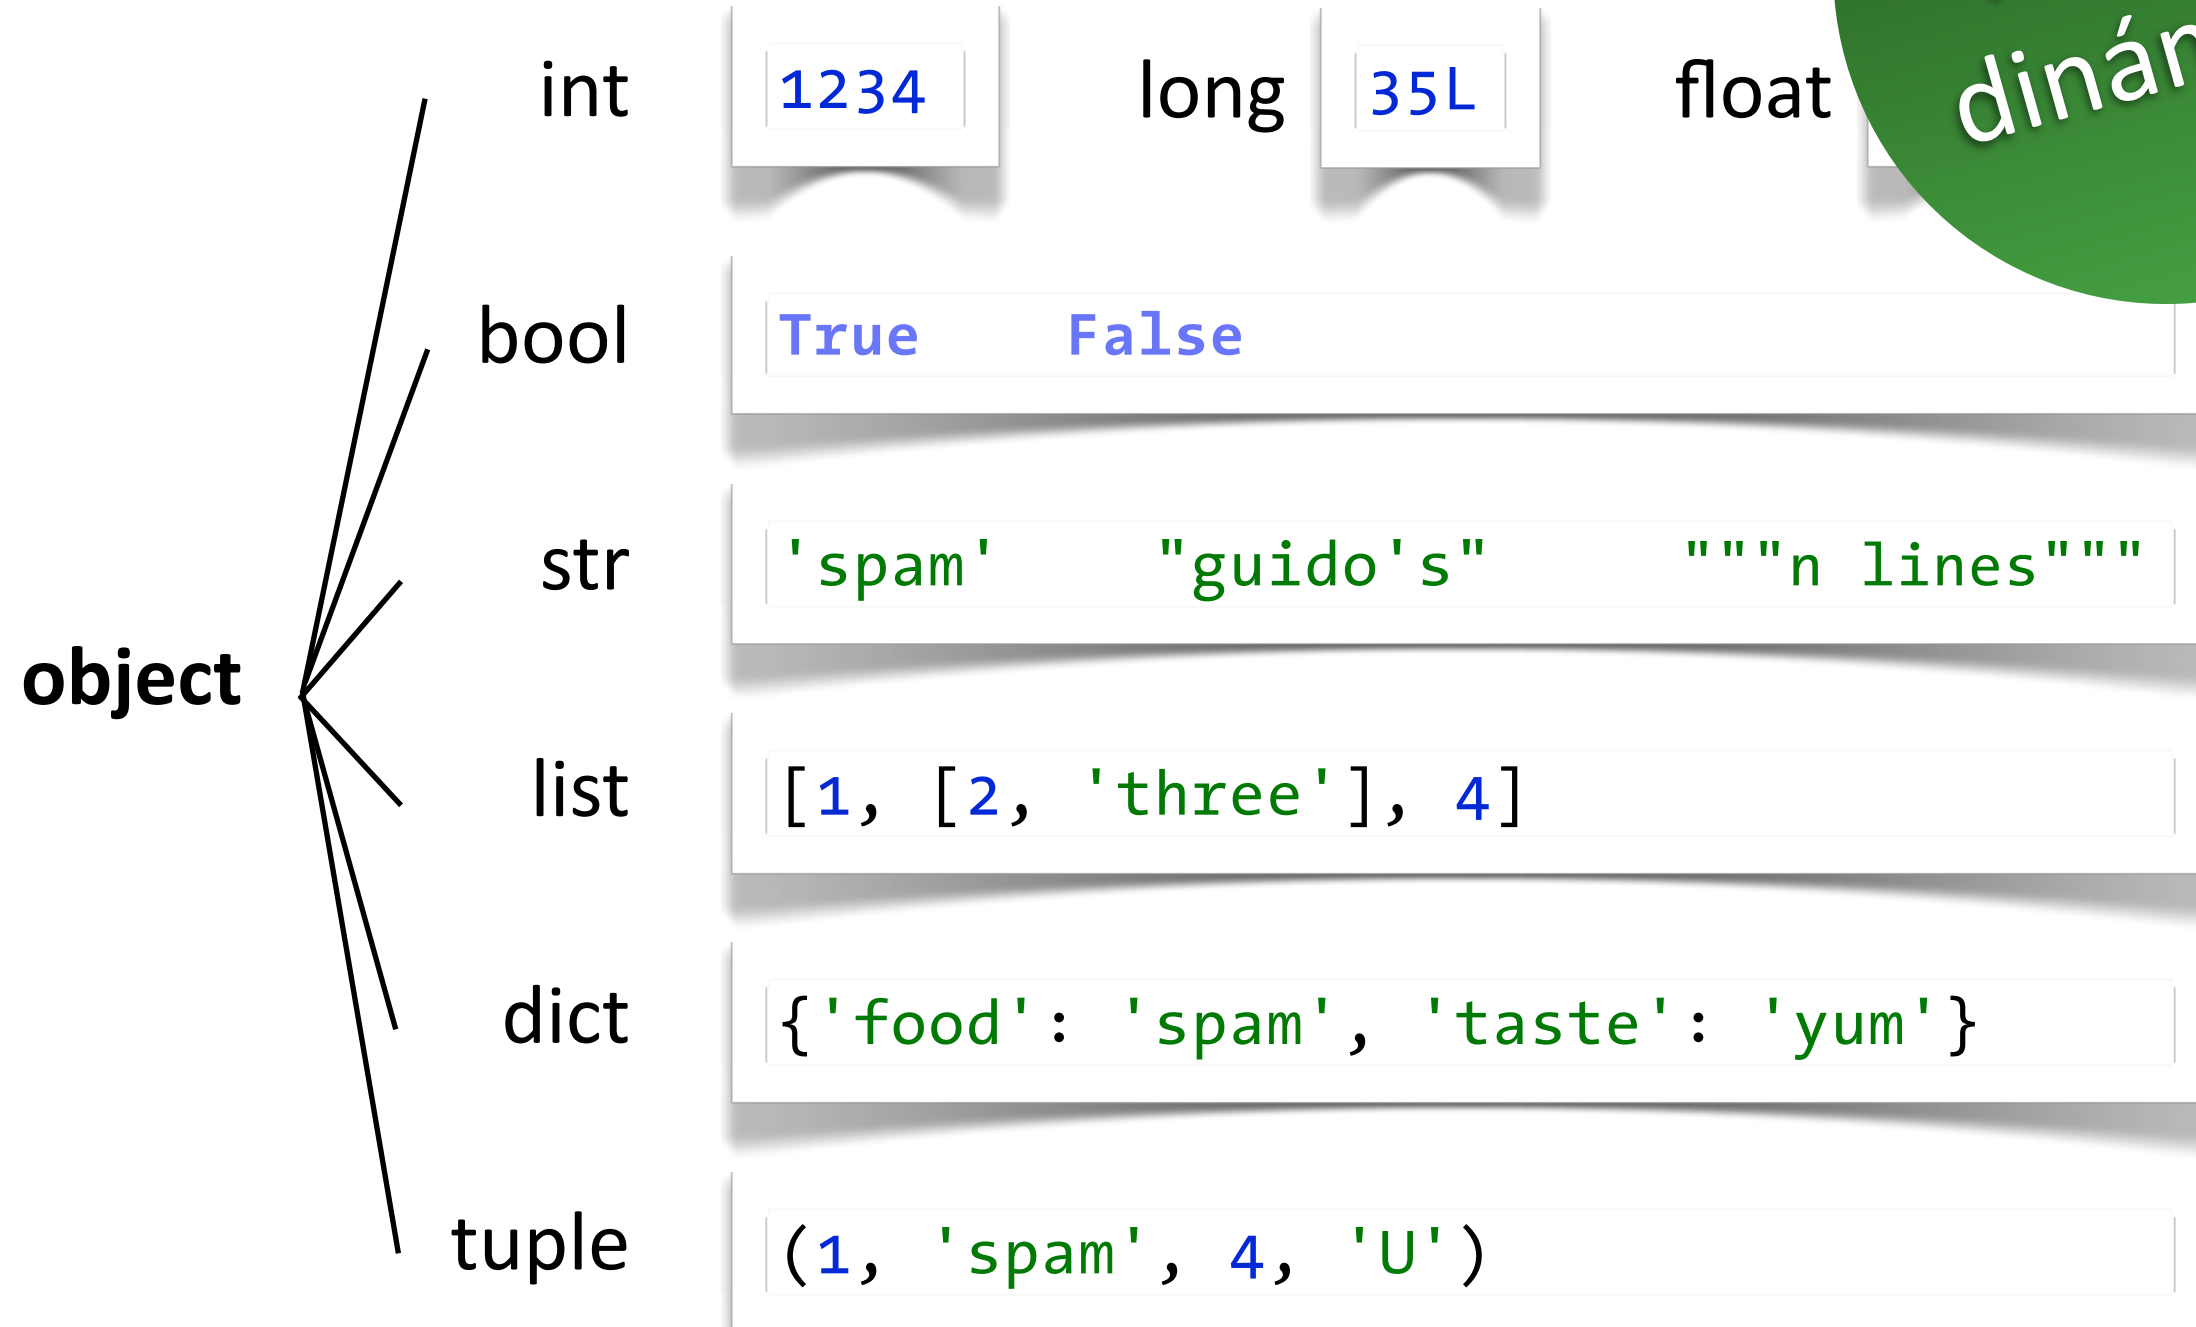 int 1234 long 35L float
bool True False
str 'spam' "guido's" """n lines"""
object
list [1, [2, 'three'], 4]
dict {'food': 'spam', 'taste': 'yum'}
tuple (1, 'spam', 4, 'U')